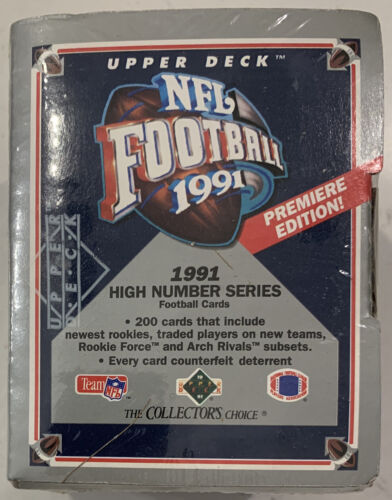 UPPER DECK™
NFL
FOOTBALL
1991
PREMIERE
EDITION!
UPPER
DECK
1991
HIGH NUMBER SERIES
Football Cards
• 200 cards that include
newest rookies, traded players on new teams,
Rookie Force™ and Arch Rivals™ subsets.
• Every card counterfeit deterrent
Team NFL
THE COLLECTOR'S CHOICE ®